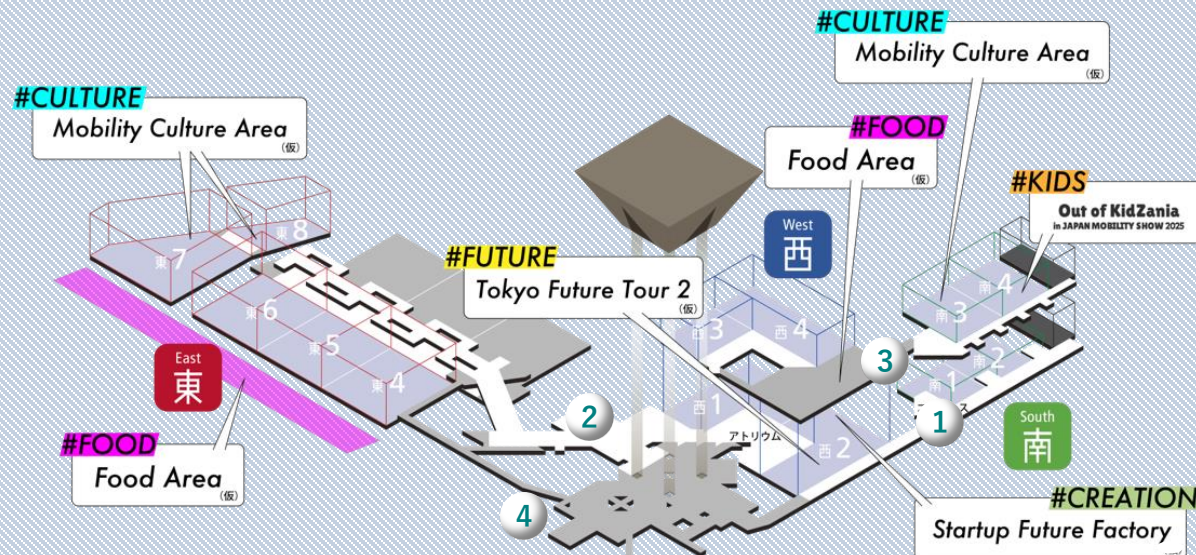 #CULTURE
Mobility Culture Area
(仮)
#CULTURE
Mobility Culture Area
(仮)
#FOOD
Food Area
(仮)
#KIDS
Out of KidZania
in JAPAN MOBILITY SHOW 2025
West
西
#FUTURE
Tokyo Future Tour 2
(仮)
東8
東7
東6
東5
東4
East
東
西3
西4
西1
西2
アトリウム
南4
南3
南2
南1
3
2
1
4
South
南
#FOOD
Food Area
(仮)
#CREATION
Startup Future Factory